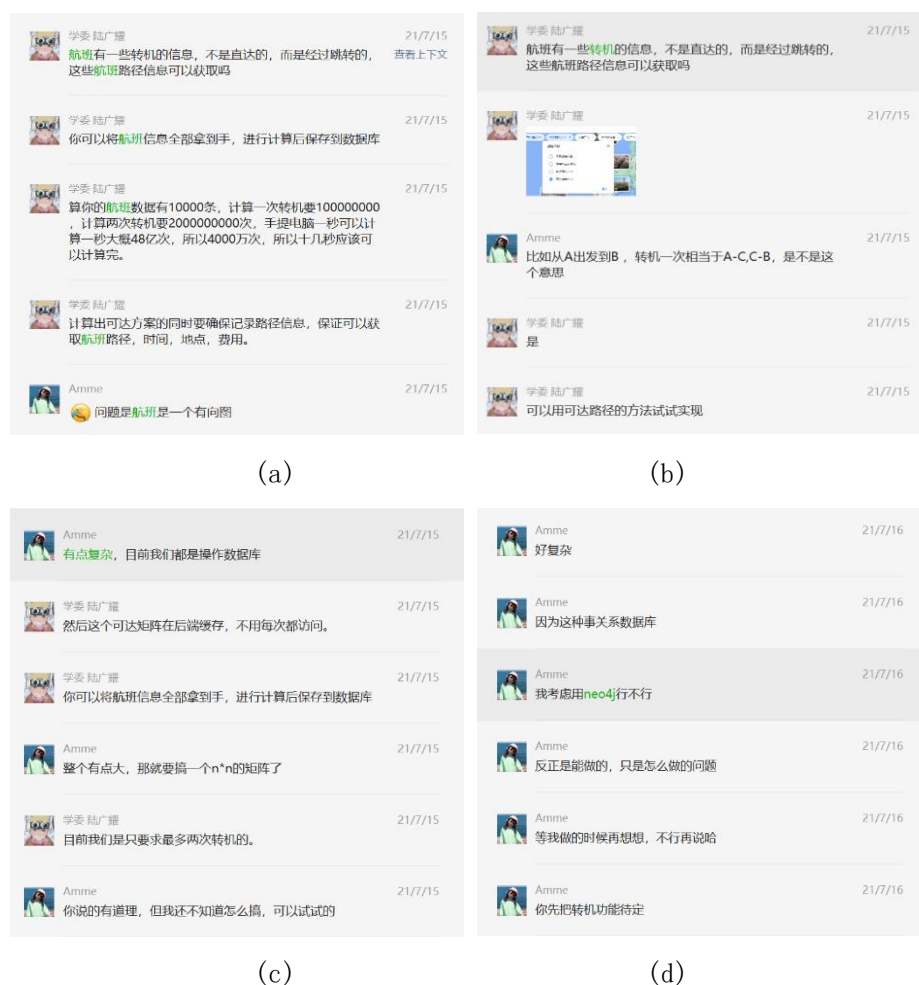 学委 陆广耀
21/7/15
航班有一些转机的信息，不是直达的，而是经过跳转的，
查看上下文
这些航班路径信息可以获取吗
学委 陆广耀
21/7/15
你可以将航班信息全部拿到手，进行计算后保存到数据库
学委 陆广耀
21/7/15
算你的航班数据有10000条，计算一次转机要100000000
，计算两次转机要2000000000次，手提电脑一秒可以计
算一秒大概48亿次，所以4000万次，所以十几秒应该可
以计算完。
学委 陆广耀
21/7/15
计算出可达方案的同时要确保记录路径信息，保证可以获
取航班路径，时间，地点，费用。
Amme
21/7/15
问题是航班是一个有向图
(a)
学委 陆广耀
21/7/15
航班有一些转机的信息，不是直达的，而是经过跳转的，
这些航班路径信息可以获取吗
学委 陆广耀
21/7/15
Amme
21/7/15
比如从A出发到B ，转机一次相当于A-C,C-B，是不是这
个意思
学委 陆广耀
21/7/15
是
学委 陆广耀
21/7/15
可以用可达路径的方法试试实现
(b)
Amme
21/7/15
有点复杂，目前我们都是操作数据库
学委 陆广耀
21/7/15
然后这个可达矩阵在后端缓存，不用每次都访问。
学委 陆广耀
21/7/15
你可以将航班信息全部拿到手，进行计算后保存到数据库
Amme
21/7/15
整个有点大，那就要搞一个n*n的矩阵了
学委 陆广耀
21/7/15
目前我们是只要求最多两次转机的。
Amme
21/7/15
你说的有道理，但我还不知道怎么搞，可以试试的
(c)
Amme
21/7/16
好复杂
Amme
21/7/16
因为这种事关系数据库
Amme
21/7/16
我考虑用neo4j行不行
Amme
21/7/16
反正是能做的，只是怎么做的问题
Amme
21/7/16
等我做的时候再想想，不行再说哈
Amme
21/7/16
你先把转机功能待定
(d)